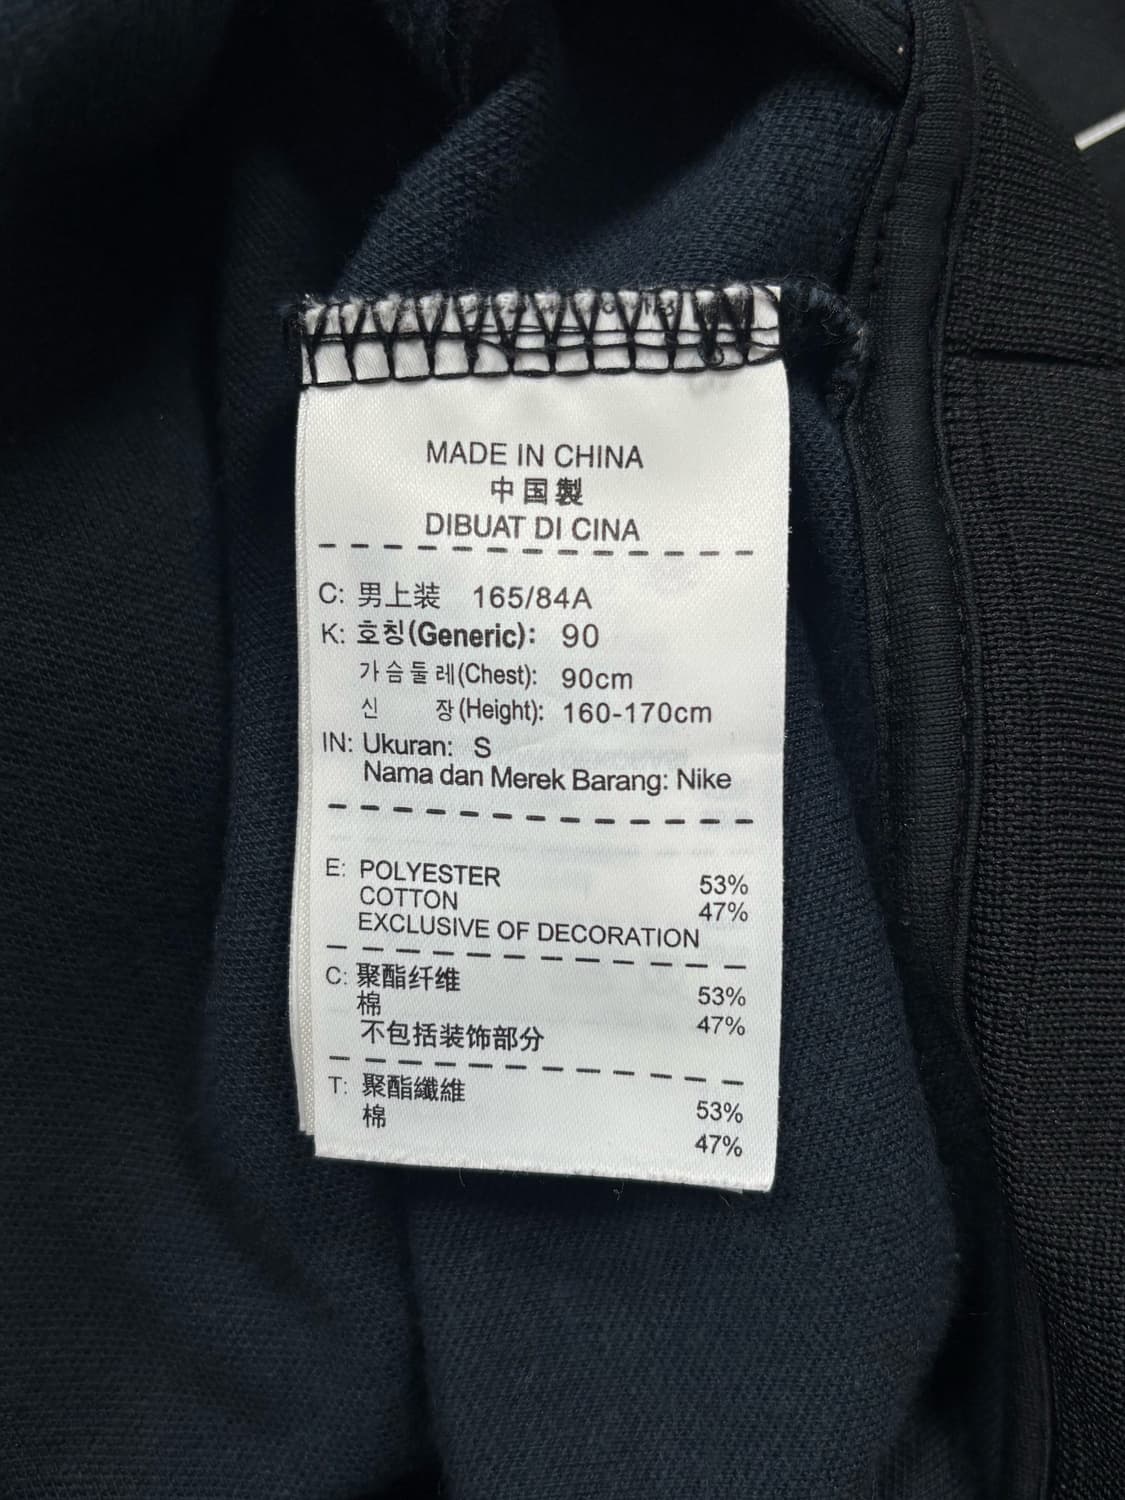 MADE IN CHINA
中国製
DIBUAT DI CINA
C: 男上装 165/84A
K: 호칭(Generic): 90
가슴둘레(Chest): 90cm
신 장(Height): 160-170cm
IN: Ukuran: S
Nama dan Merek Barang: Nike
E: POLYESTER 53%
COTTON 47%
EXCLUSIVE OF DECORATION
C: 聚酯纤维 53%
棉 47%
不包括装饰部分
T: 聚酯纖維 53%
棉 47%